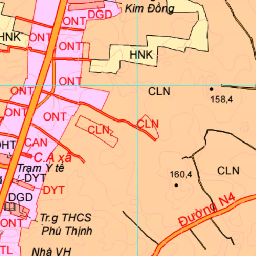 ONT
DGD
Kim Đồng
HNK
ONT
ONT
HNK
ONT
ONT
CLN
158,4
ONT
CLN
CLN
CAN
C.A xã
Trạm Y tế
DYT
DYT
160,4
CLN
DGD
Tr.g THCS
Phú Thịnh
Đường N4
Nhà VH